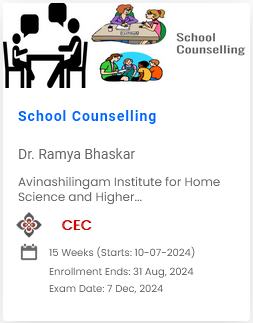 School
Counselling
School Counselling
Dr. Ramya Bhaskar
Avinashilingam Institute for Home
Science and Higher...
CEC
15 Weeks (Starts: 10-07-2024)
Enrollment Ends: 31 Aug, 2024
Exam Date: 7 Dec, 2024